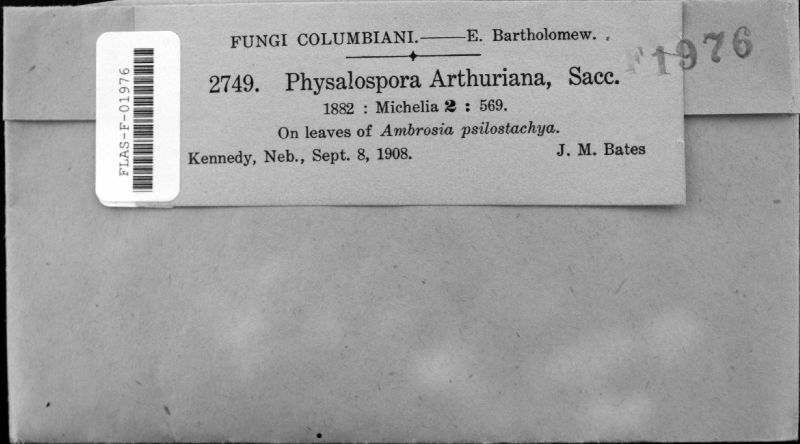 FUNGI COLUMBIANI.——E. Bartholomew.
F1976
2749. Physalospora Arthuriana, Sacc.
1882 : Michelia 2 : 569.
On leaves of Ambrosia psilostachya.
Kennedy, Neb., Sept. 8, 1908. J. M. Bates
FLAS-F-01976